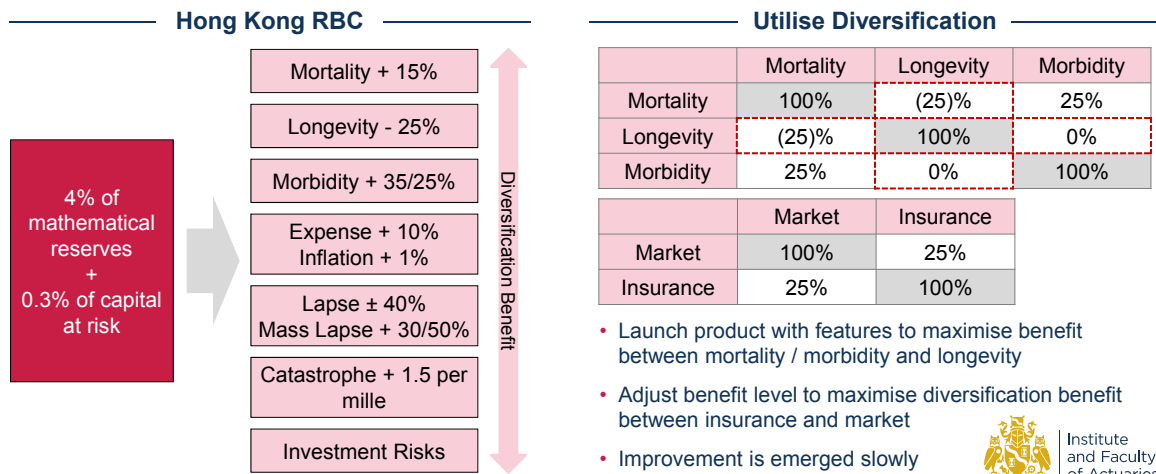 Hong Kong RBC
4% of
mathematical
reserves
+
0.3% of capital
at risk
Mortality + 15%
Longevity - 25%
Morbidity + 35/25%
Expense + 10%
Inflation + 1%
Lapse ± 40%
Mass Lapse + 30/50%
Catastrophe + 1.5 per
mille
Investment Risks
Diversification Benefit
Utilise Diversification
Mortality Longevity Morbidity
Mortality 100% (25)% 25%
Longevity (25)% 100% 0%
Morbidity 25% 0% 100%
Market Insurance
Market 100% 25%
Insurance 25% 100%
• Launch product with features to maximise benefit
between mortality / morbidity and longevity
• Adjust benefit level to maximise diversification benefit
between insurance and market
• Improvement is emerged slowly
Institute
and Faculty
of Actuaries